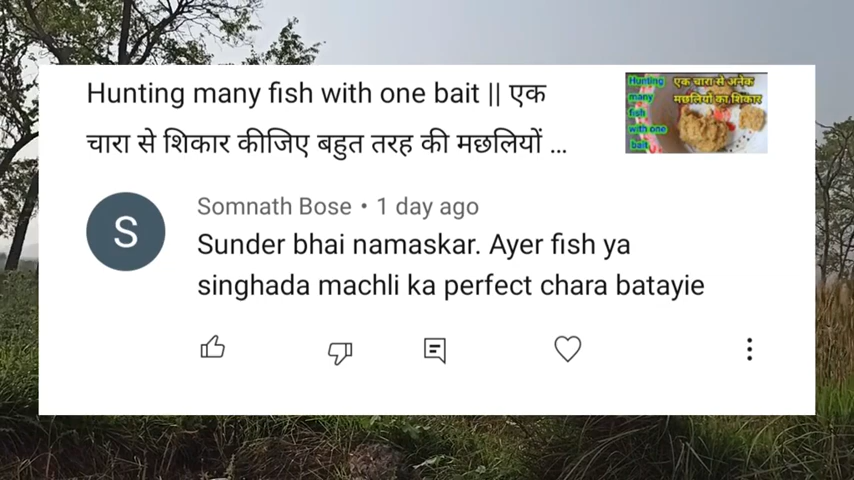 Hunting many fish with one bait || एक
चारा से शिकार कीजिए बहुत तरह की मछलियों ...
Hunting
many
fish
with one
bait
एक चारा से अनेक
मछलियों का शिकार
S
Somnath Bose • 1 day ago
Sunder bhai namaskar. Ayer fish ya
singhada machli ka perfect chara batayie